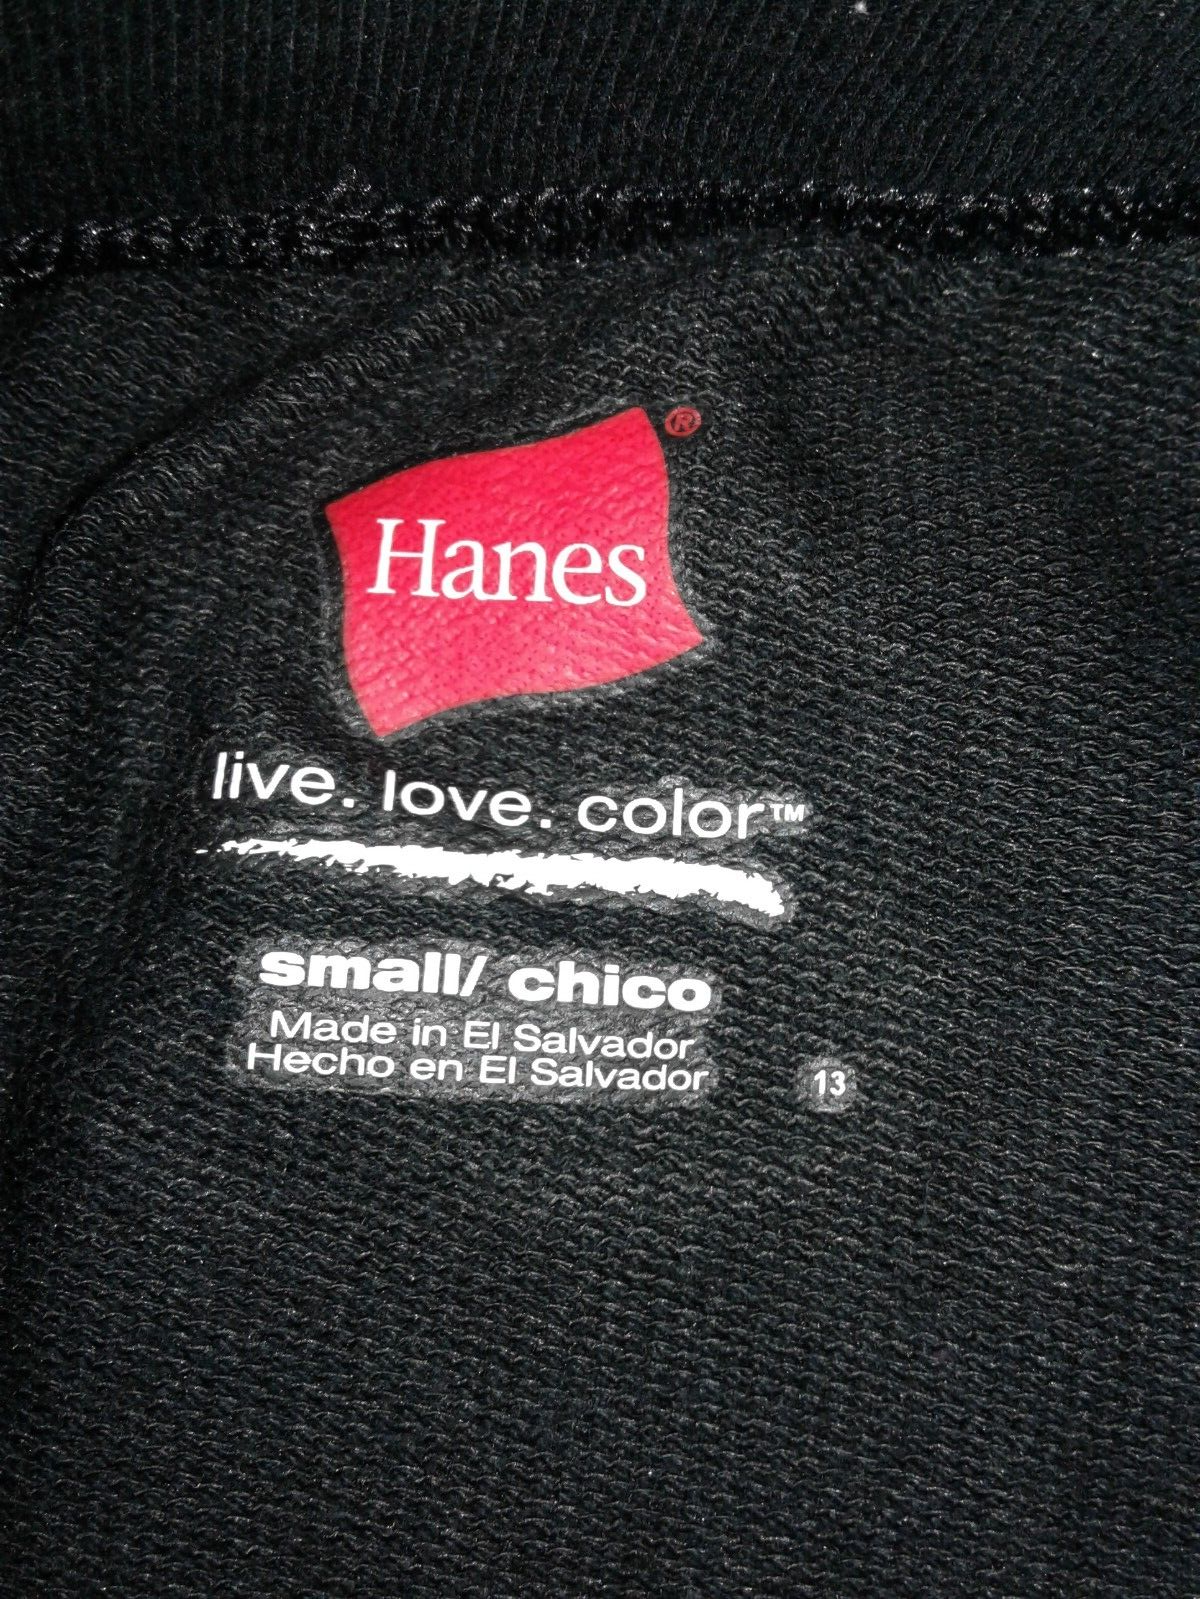 Hanes®
live. love. color™
small/ chico
Made in El Salvador
Hecho en El Salvador
13